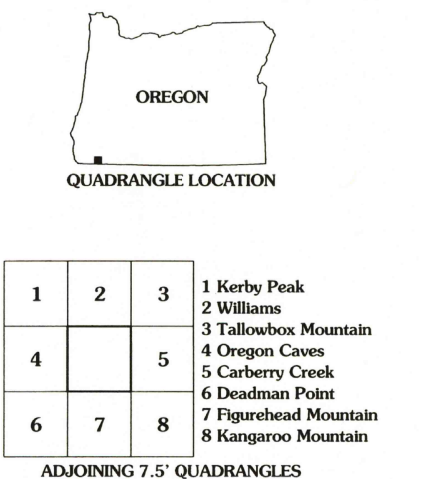 OREGON
QUADRANGLE LOCATION
1 2 3
4 5
6 7 8
1 Kerby Peak
2 Williams
3 Tallowbox Mountain
4 Oregon Caves
5 Carberry Creek
6 Deadman Point
7 Figurehead Mountain
8 Kangaroo Mountain
ADJOINING 7.5' QUADRANGLES